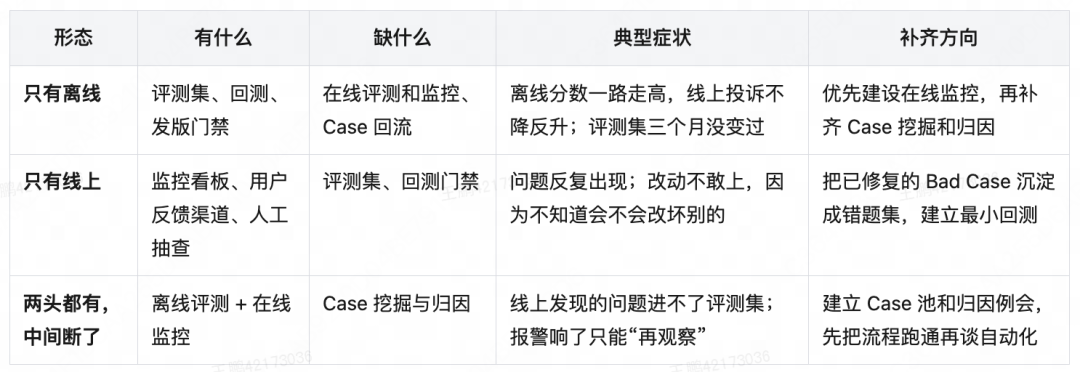 形态 有什么 缺什么 典型症状 补齐方向
只有离线 评测集、回测、 在线评测和监控、 离线分数一路走高，线上投诉不 优先建设在线监控，再补
发版门禁 Case 回流 降反升；评测集三个月没变过 齐 Case 挖掘和归因
只有线上 监控看板、用户 评测集、回测门禁 问题反复出现；改动不敢上，因 把已修复的 Bad Case 沉淀
反馈渠道、人工 为不知道会不会改坏别的 成错题集，建立最小回测
抽查
两头都有， 离线评测 + 在线 Case 挖掘与归因 线上发现的问题进不了评测集； 建立 Case 池和归因例会，
中间断了 监控 报警响了只能“再观察” 先把流程跑通再谈自动化